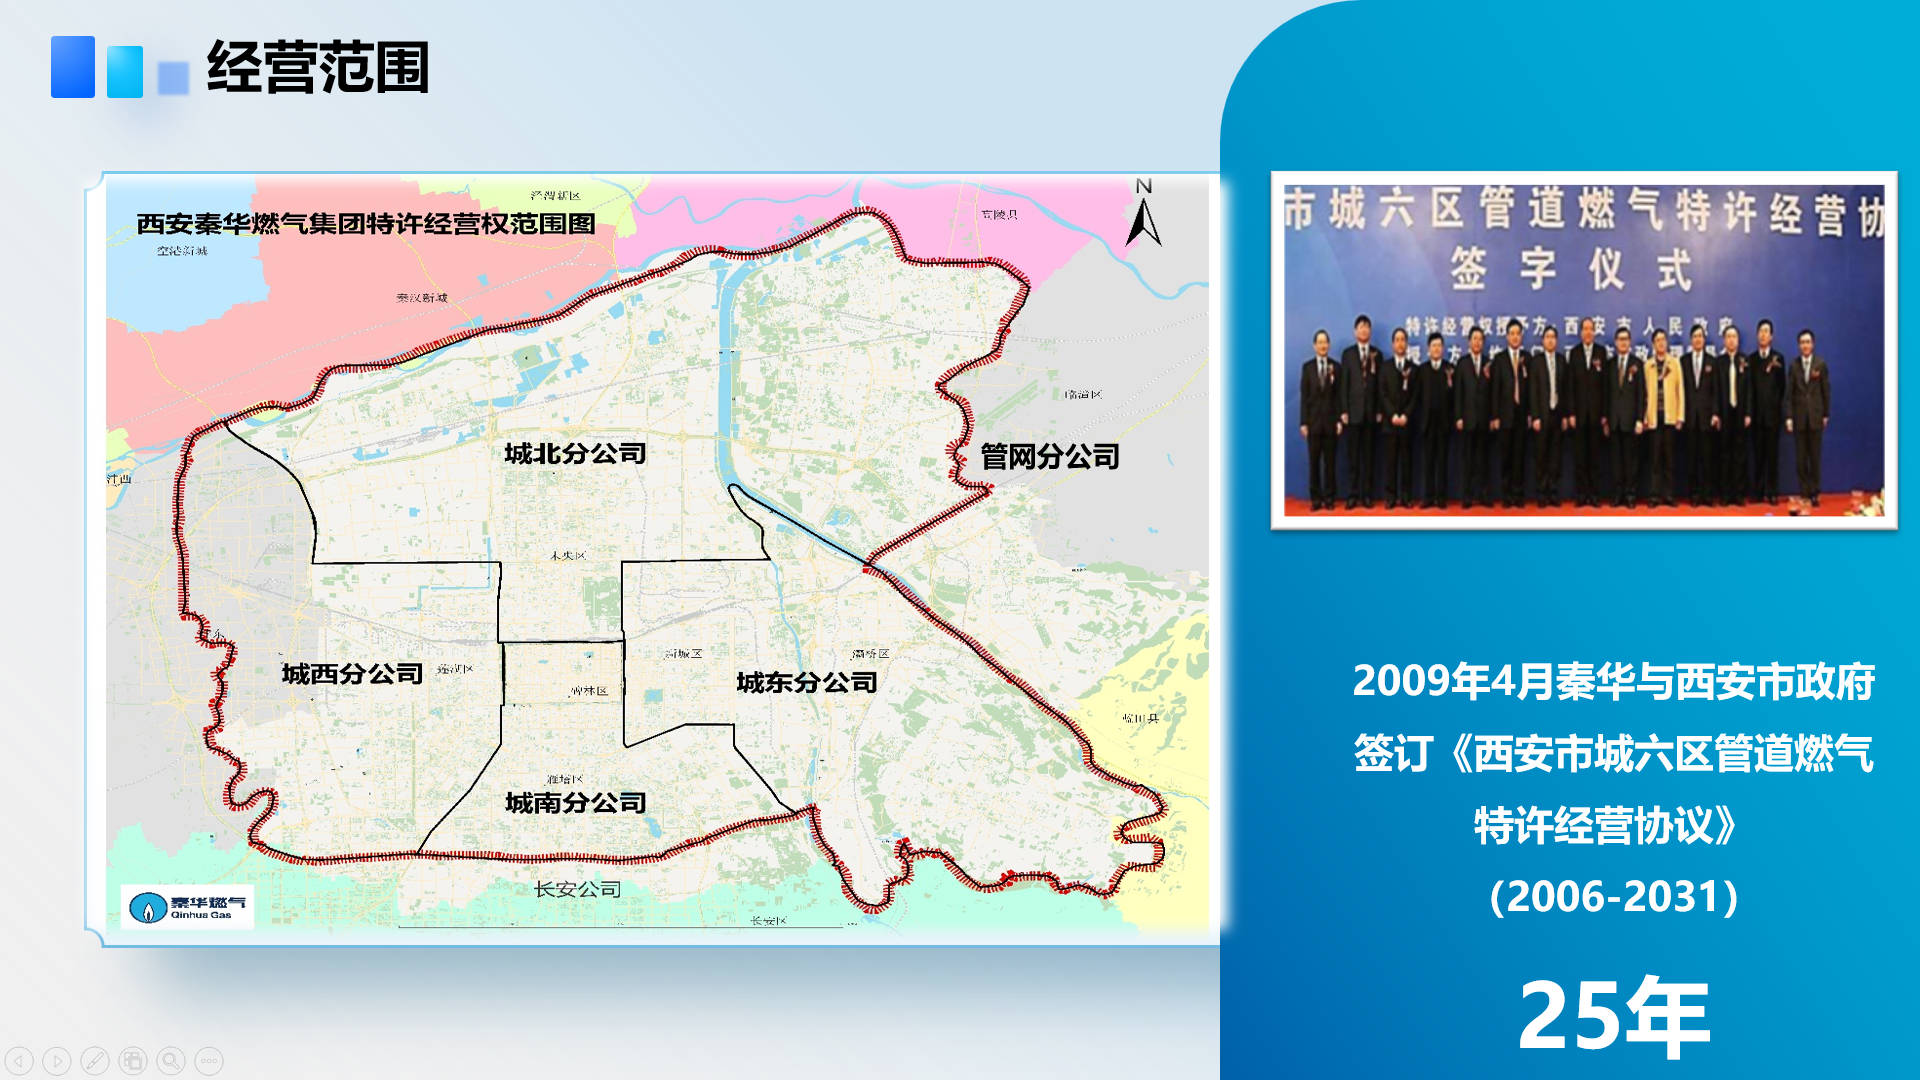 经营范围
西安秦华燃气集团特许经营权范围图
泾渭新区
高陵县
N
空港新城
秦汉新城
临潼区
城北分公司
管网分公司
沣西
未央区
新城区
灞桥区
城西分公司
莲湖区
城东分公司
碑林区
蓝田县
雁塔区
城南分公司
长安公司
长安区
秦华燃气
Qinhua Gas
市城六区管道燃气特许经营协
签字仪式
特许经营权授予方 西安市人民政府
2009年4月秦华与西安市政府
签订《西安市城六区管道燃气
特许经营协议》
(2006-2031)
25年